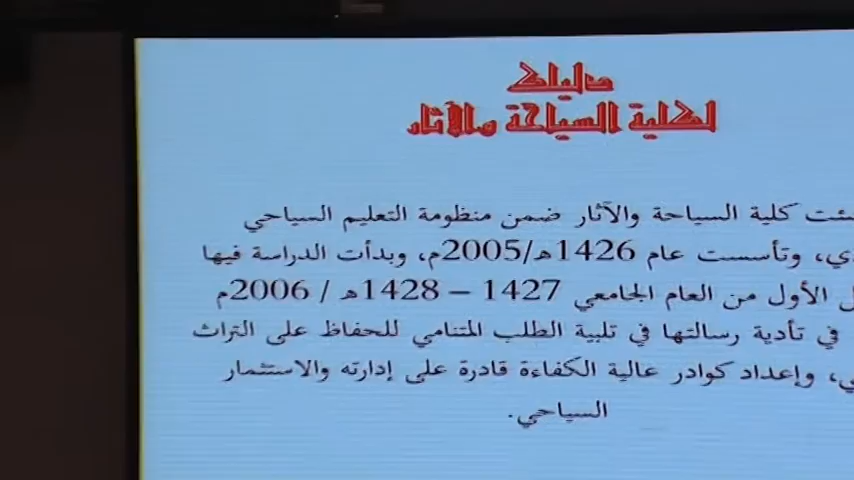 دليلك
لكلية السياحة والآثار
كلية السياحة والآثار ضمن منظومة التعليم السياحي
وتأسست عام 1426هـ/2005م، وبدأت الدراسة فيها
الأول من العام الجامعي 1427 – 1428هـ / 2006م
في تأدية رسالتها في تلبية الطلب المتنامي للحفاظ على التراث
وإعداد كوادر عالية الكفاءة قادرة على إدارته والاستثمار
السياحي.